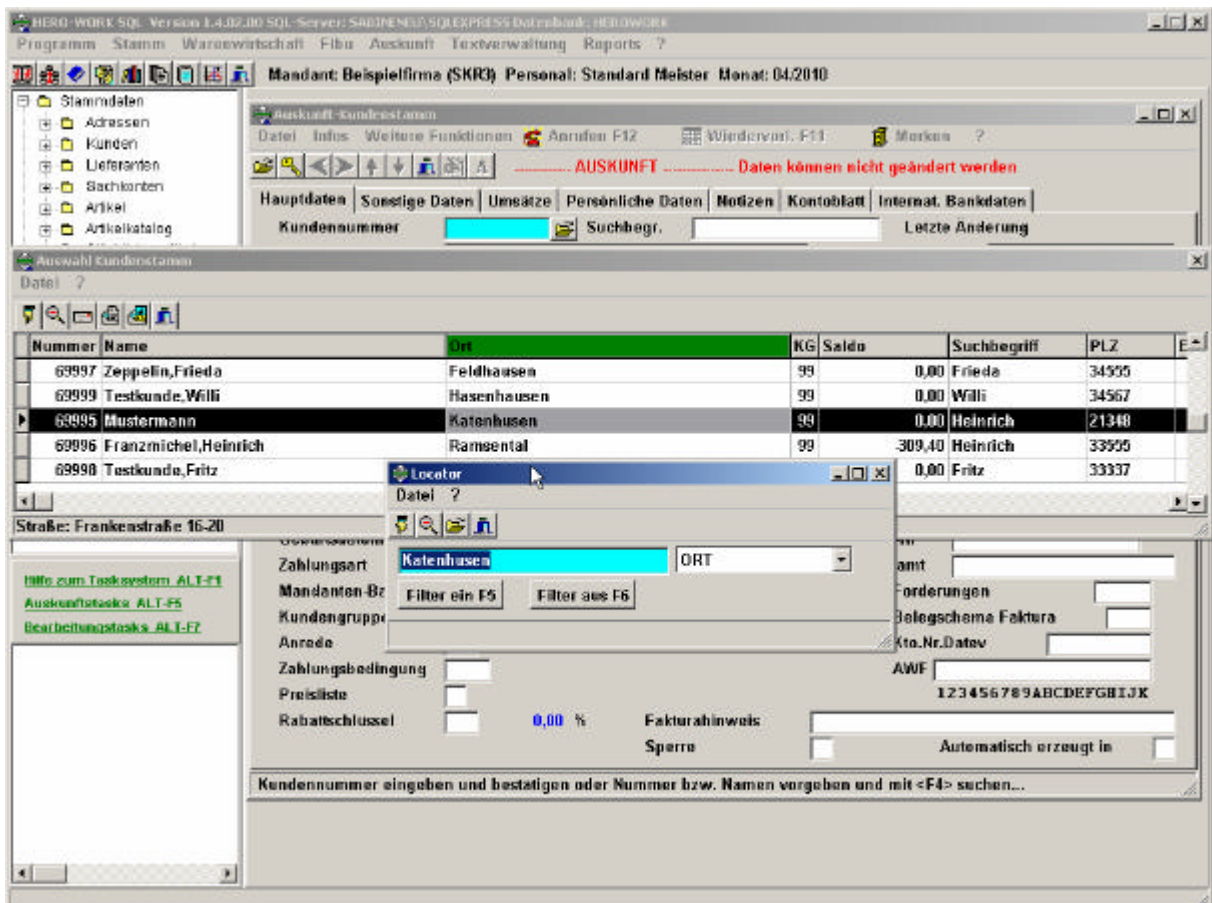 HERO-WORK SQL Version 1.4.02.00 SQL-Server: SABINENEU\SQLEXPRESS Datenbank: HEROWORK
Programm Stamm Warenwirtschaft Fibu Auskunft Textverwaltung Reports ?
Mandant: Beispielfirma (SKR3) Personal: Standard Meister Monat: 04/2010
Stammdaten
Adressen
Kunden
Lieferanten
Sachkonten
Artikel
Artikelkatalog
Auskunft-Kundenstamm
Datei Infos Weitere Funktionen Anrufen F12 Wiedervorl. F11 Merken ?
AUSKUNFT Daten können nicht geändert werden
Hauptdaten Sonstige Daten Umsätze Persönliche Daten Notizen Kontoblatt Internat. Bankdaten
Kundennummer Suchbegr. Letzte Änderung
Auswahl Kundenstamm
Datei ?
Nummer Name Ort KG Saldo Suchbegriff PLZ E
69997 Zeppelin,Frieda Feldhausen 99 0,00 Frieda 34555
69999 Testkunde,Willi Hasenhausen 99 0,00 Willi 34567
69995 Mustermann Katenhusen 99 0,00 Heinrich 21348
69996 Franzmichel,Heinrich Ramsental 99 -309,40 Heinrich 33555
69998 Testkunde,Fritz 0,00 Fritz 33337
Straße: Frankenstraße 16-20
Locator
Datei ?
Katenhusen ORT
Filter ein F5 Filter aus F6
Hilfe zum Tasksystem ALT-F1
Auskunftstasks ALT-F5
Bearbeitungstasks ALT-F7
Zahlungsart amt
Mandanten-Bz Forderungen
Kundengruppe Belegschema Faktura
Anrede Kto.Nr.Datev
Zahlungsbedingung AWF
Preisliste 123456789ABCDEFGHIJK
Rabattschlüssel 0,00 % Fakturahinweis
Sperre Automatisch erzeugt in
Kundennummer eingeben und bestätigen oder Nummer bzw. Namen vorgeben und mit <F4> suchen...